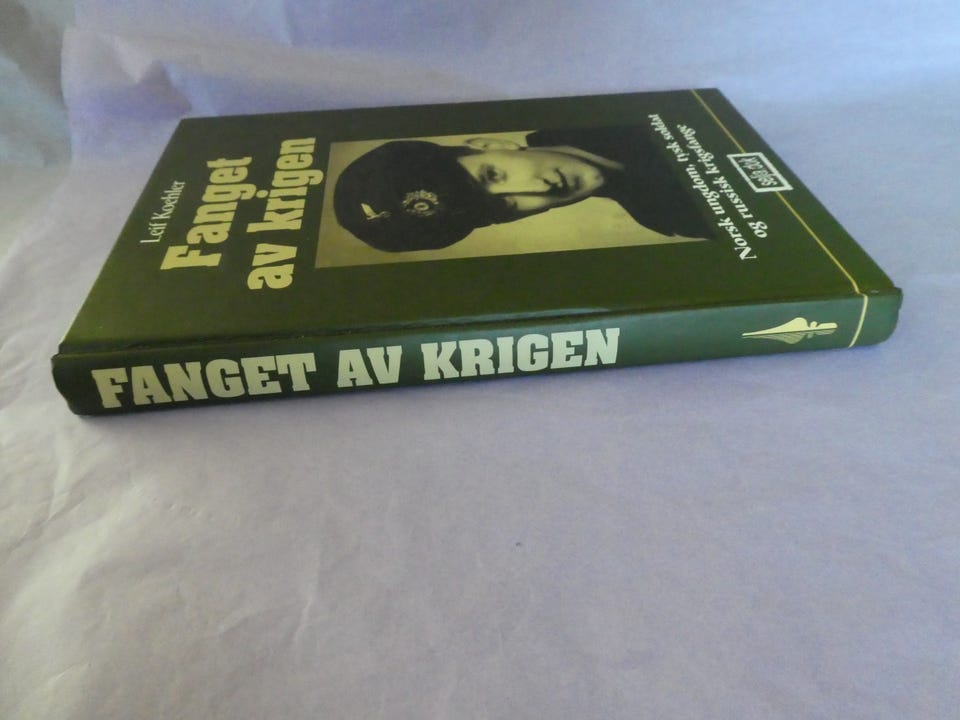 Leif Koehler
Fanget
av krigen
Norsk ungdom, tysk soldat
og russisk krigsfange
FANGET AV KRIGEN